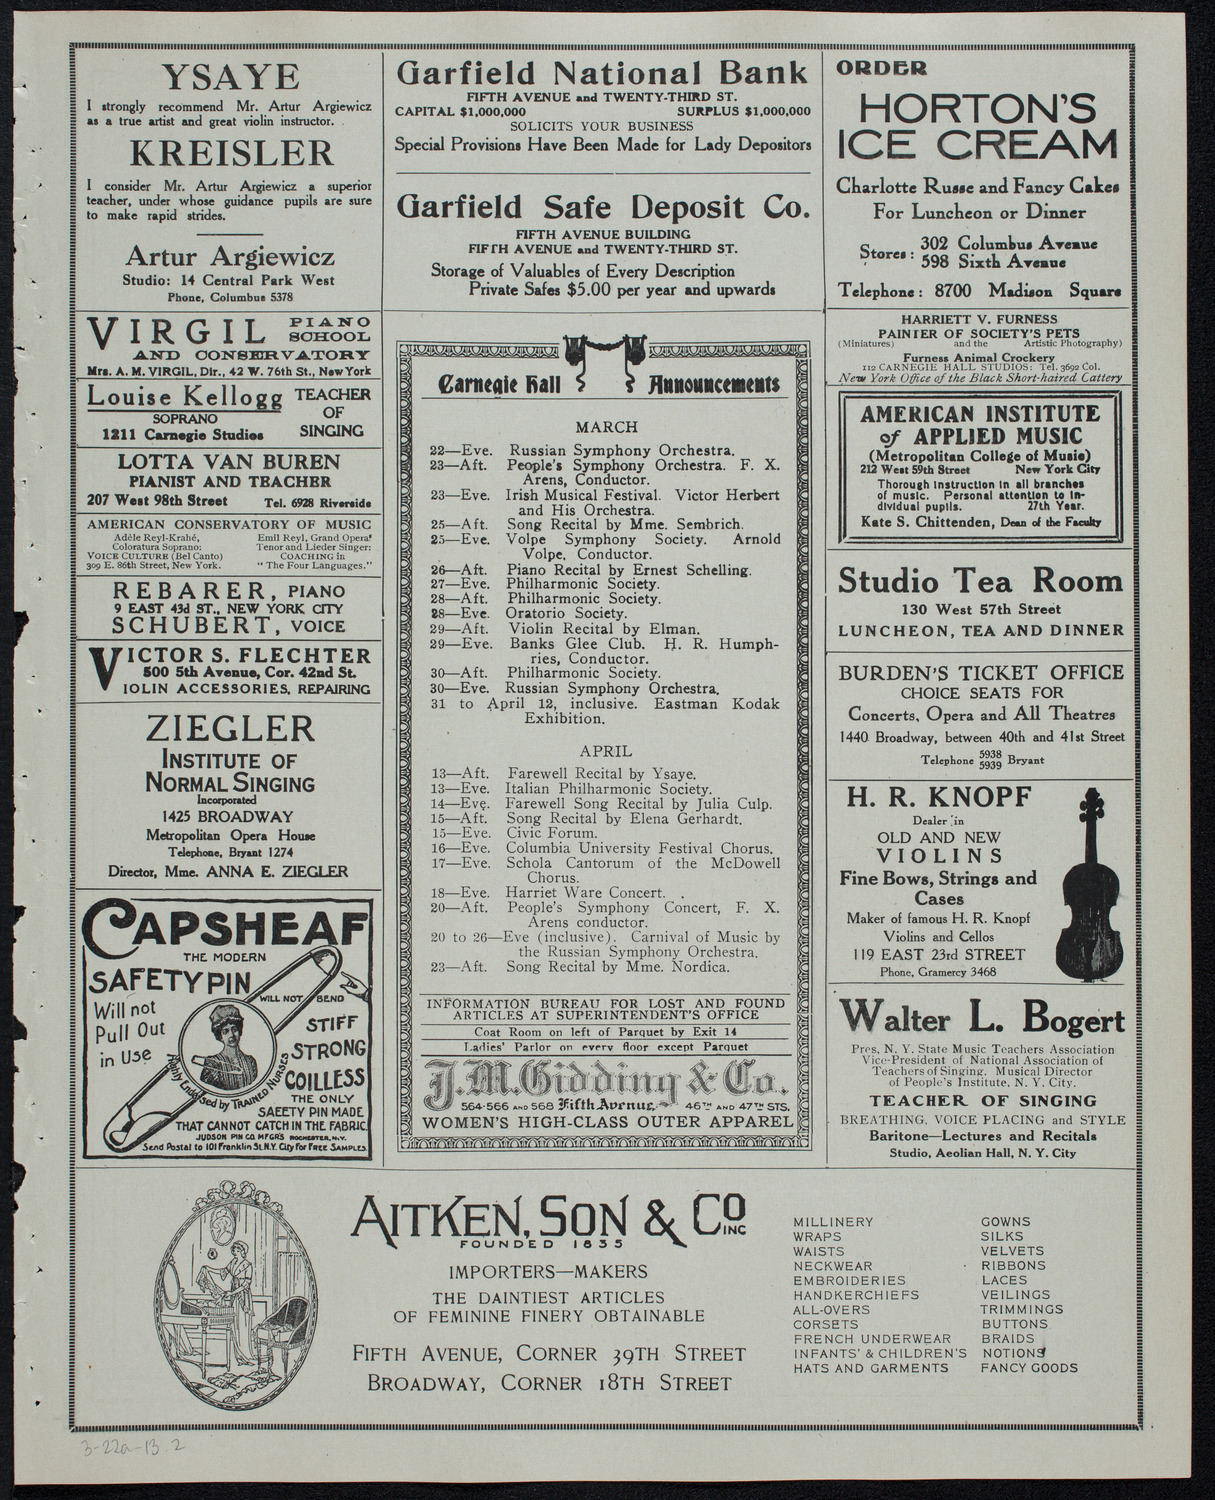 YSAYE
I strongly recommend Mr. Artur Argiewicz
as a true artist and great violin instructor.
KREISLER
I consider Mr. Artur Argiewicz a superior
teacher, under whose guidance pupils are sure
to make rapid strides.
Artur Argiewicz
Studio: 14 Central Park West
Phone, Columbus 5378
VIRGIL PIANO SCHOOL
AND CONSERVATORY
Mrs. A. M. VIRGIL, Dir., 42 W. 76th St., New York
Louise Kellogg TEACHER OF SINGING
SOPRANO
1211 Carnegie Studios
LOTTA VAN BUREN
PIANIST AND TEACHER
207 West 98th Street Tel. 6928 Riverside
AMERICAN CONSERVATORY OF MUSIC
Adèle Reyl-Krahé, Emil Reyl, Grand Opera
Coloratura Soprano: Tenor and Lieder Singer:
VOICE CULTURE (Bel Canto) COACHING in
309 E. 86th Street, New York. "The Four Languages."
REBARER, PIANO
9 EAST 43d ST., NEW YORK CITY
SCHUBERT, VOICE
VICTOR S. FLECHTER
500 5th Avenue, Cor. 42nd St.
VIOLIN ACCESSORIES, REPAIRING
ZIEGLER
INSTITUTE OF
NORMAL SINGING
Incorporated
1425 BROADWAY
Metropolitan Opera House
Telephone, Bryant 1274
Director, Mme. ANNA E. ZIEGLER
CAPSHEAF
THE MODERN
SAFETY PIN
WILL NOT BEND
Will not
Pull Out
in Use
STIFF
STRONG
COILLESS
Highly Endorsed by TRAINED NURSES
THE ONLY
SAFETY PIN MADE
THAT CANNOT CATCH IN THE FABRIC.
JUDSON PIN CO. MFGRS ROCHESTER, N.Y.
Send Postal to 101 Franklin St. N.Y. City For FREE SAMPLES
Garfield National Bank
FIFTH AVENUE and TWENTY-THIRD ST.
CAPITAL $1,000,000 SURPLUS $1,000,000
SOLICITS YOUR BUSINESS
Special Provisions Have Been Made for Lady Depositors
Garfield Safe Deposit Co.
FIFTH AVENUE BUILDING
FIFTH AVENUE and TWENTY-THIRD ST.
Storage of Valuables of Every Description
Private Safes $5.00 per year and upwards
Carnegie Hall Announcements
MARCH
22—Eve. Russian Symphony Orchestra.
23—Aft. People's Symphony Orchestra. F. X.
Arens, Conductor.
23—Eve. Irish Musical Festival. Victor Herbert
and His Orchestra.
25—Aft. Song Recital by Mme. Sembrich.
25—Eve. Volpe Symphony Society. Arnold
Volpe, Conductor.
26—Aft. Piano Recital by Ernest Schelling.
27—Eve. Philharmonic Society.
28—Aft. Philharmonic Society.
28—Eve. Oratorio Society.
29—Aft. Violin Recital by Elman.
29—Eve. Banks Glee Club. H. R. Humph-
ries, Conductor.
30—Aft. Philharmonic Society.
30—Eve. Russian Symphony Orchestra.
31 to April 12, inclusive. Eastman Kodak
Exhibition.
APRIL
13—Aft. Farewell Recital by Ysaye.
13—Eve. Italian Philharmonic Society.
14—Eve. Farewell Song Recital by Julia Culp.
15—Aft. Song Recital by Elena Gerhardt.
15—Eve. Civic Forum.
16—Eve. Columbia University Festival Chorus.
17—Eve. Schola Cantorum of the McDowell
Chorus.
18—Eve. Harriet Ware Concert.
20—Aft. People's Symphony Concert, F. X.
Arens conductor.
20 to 26—Eve (inclusive). Carnival of Music by
the Russian Symphony Orchestra.
23—Aft. Song Recital by Mme. Nordica.
INFORMATION BUREAU FOR LOST AND FOUND
ARTICLES AT SUPERINTENDENT'S OFFICE
Coat Room on left of Parquet by Exit 14
Ladies' Parlor on every floor except Parquet
J.M. Gidding & Co.
564-566 AND 568 Fifth Avenue, 46TH AND 47TH STS.
WOMEN'S HIGH-CLASS OUTER APPAREL
ORDER
HORTON'S
ICE CREAM
Charlotte Russe and Fancy Cakes
For Luncheon or Dinner
Stores: 302 Columbus Avenue
598 Sixth Avenue
Telephone: 8700 Madison Square
HARRIETT V. FURNESS
PAINTER OF SOCIETY'S PETS
(Miniatures) and the Artistic Photography)
Furness Animal Crockery
112 CARNEGIE HALL STUDIOS: Tel. 3692 Col.
New York Office of the Black Short-haired Cattery
AMERICAN INSTITUTE
of APPLIED MUSIC
(Metropolitan College of Music)
212 West 59th Street New York City
Thorough instruction in all branches
of music. Personal attention to in-
dividual pupils. 27th Year.
Kate S. Chittenden, Dean of the Faculty
Studio Tea Room
130 West 57th Street
LUNCHEON, TEA AND DINNER
BURDEN'S TICKET OFFICE
CHOICE SEATS FOR
Concerts, Opera and All Theatres
1440 Broadway, between 40th and 41st Street
Telephone 5938 5939 Bryant
H. R. KNOPF
Dealer in
OLD AND NEW
VIOLINS
Fine Bows, Strings and
Cases
Maker of famous H. R. Knopf
Violins and Cellos
119 EAST 23rd STREET
Phone, Gramercy 3468
Walter L. Bogert
Pres. N. Y. State Music Teachers Association
Vice-President of National Association of
Teachers of Singing. Musical Director
of People's Institute, N. Y. City.
TEACHER OF SINGING
BREATHING, VOICE PLACING and STYLE
Baritone—Lectures and Recitals
Studio, Aeolian Hall, N. Y. City
AITKEN, SON & CO INC
FOUNDED 1835
IMPORTERS—MAKERS
THE DAINTIEST ARTICLES
OF FEMININE FINERY OBTAINABLE
FIFTH AVENUE, CORNER 39TH STREET
BROADWAY, CORNER 18TH STREET
MILLINERY GOWNS
WRAPS SILKS
WAISTS VELVETS
NECKWEAR RIBBONS
EMBROIDERIES LACES
HANDKERCHIEFS VEILINGS
ALL-OVERS TRIMMINGS
CORSETS BUTTONS
FRENCH UNDERWEAR BRAIDS
INFANTS' & CHILDREN'S NOTIONS
HATS AND GARMENTS FANCY GOODS
3-22a-13.2